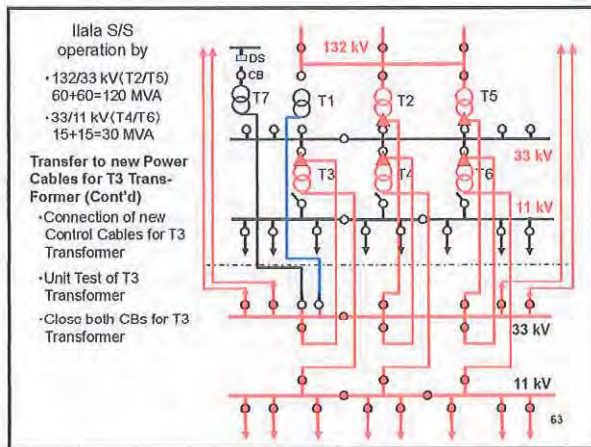 Ilala S/S
operation by
・132/33 kV(T2/T5)
60+60=120 MVA
・33/11 kV(T4/T6)
15+15=30 MVA
Transfer to new Power
Cables for T3 Trans-
Former (Cont'd)
・Connection of new
Control Cables for T3
Transformer
・Unit Test of T3
Transformer
・Close both CBs for T3
Transformer
132 kV
DS
CB
T7
T1
T2
T5
33 kV
T3
T4
T6
11 kV
33 kV
11 kV
63